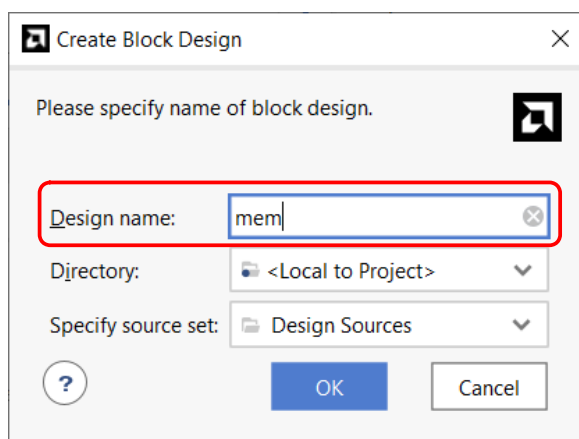 Create Block Design
Please specify name of block design.
Design name: mem
Directory: <Local to Project>
Specify source set: Design Sources
? OK Cancel